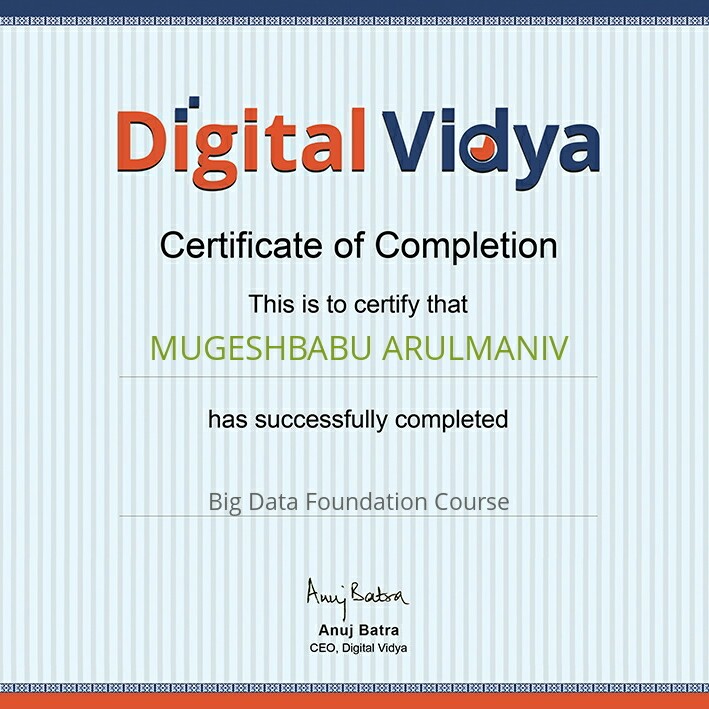 Digital Vidya
Certificate of Completion
This is to certify that
MUGESHBABU ARULMANIV
has successfully completed
Big Data Foundation Course
Anuj Batra
Anuj Batra
CEO, Digital Vidya